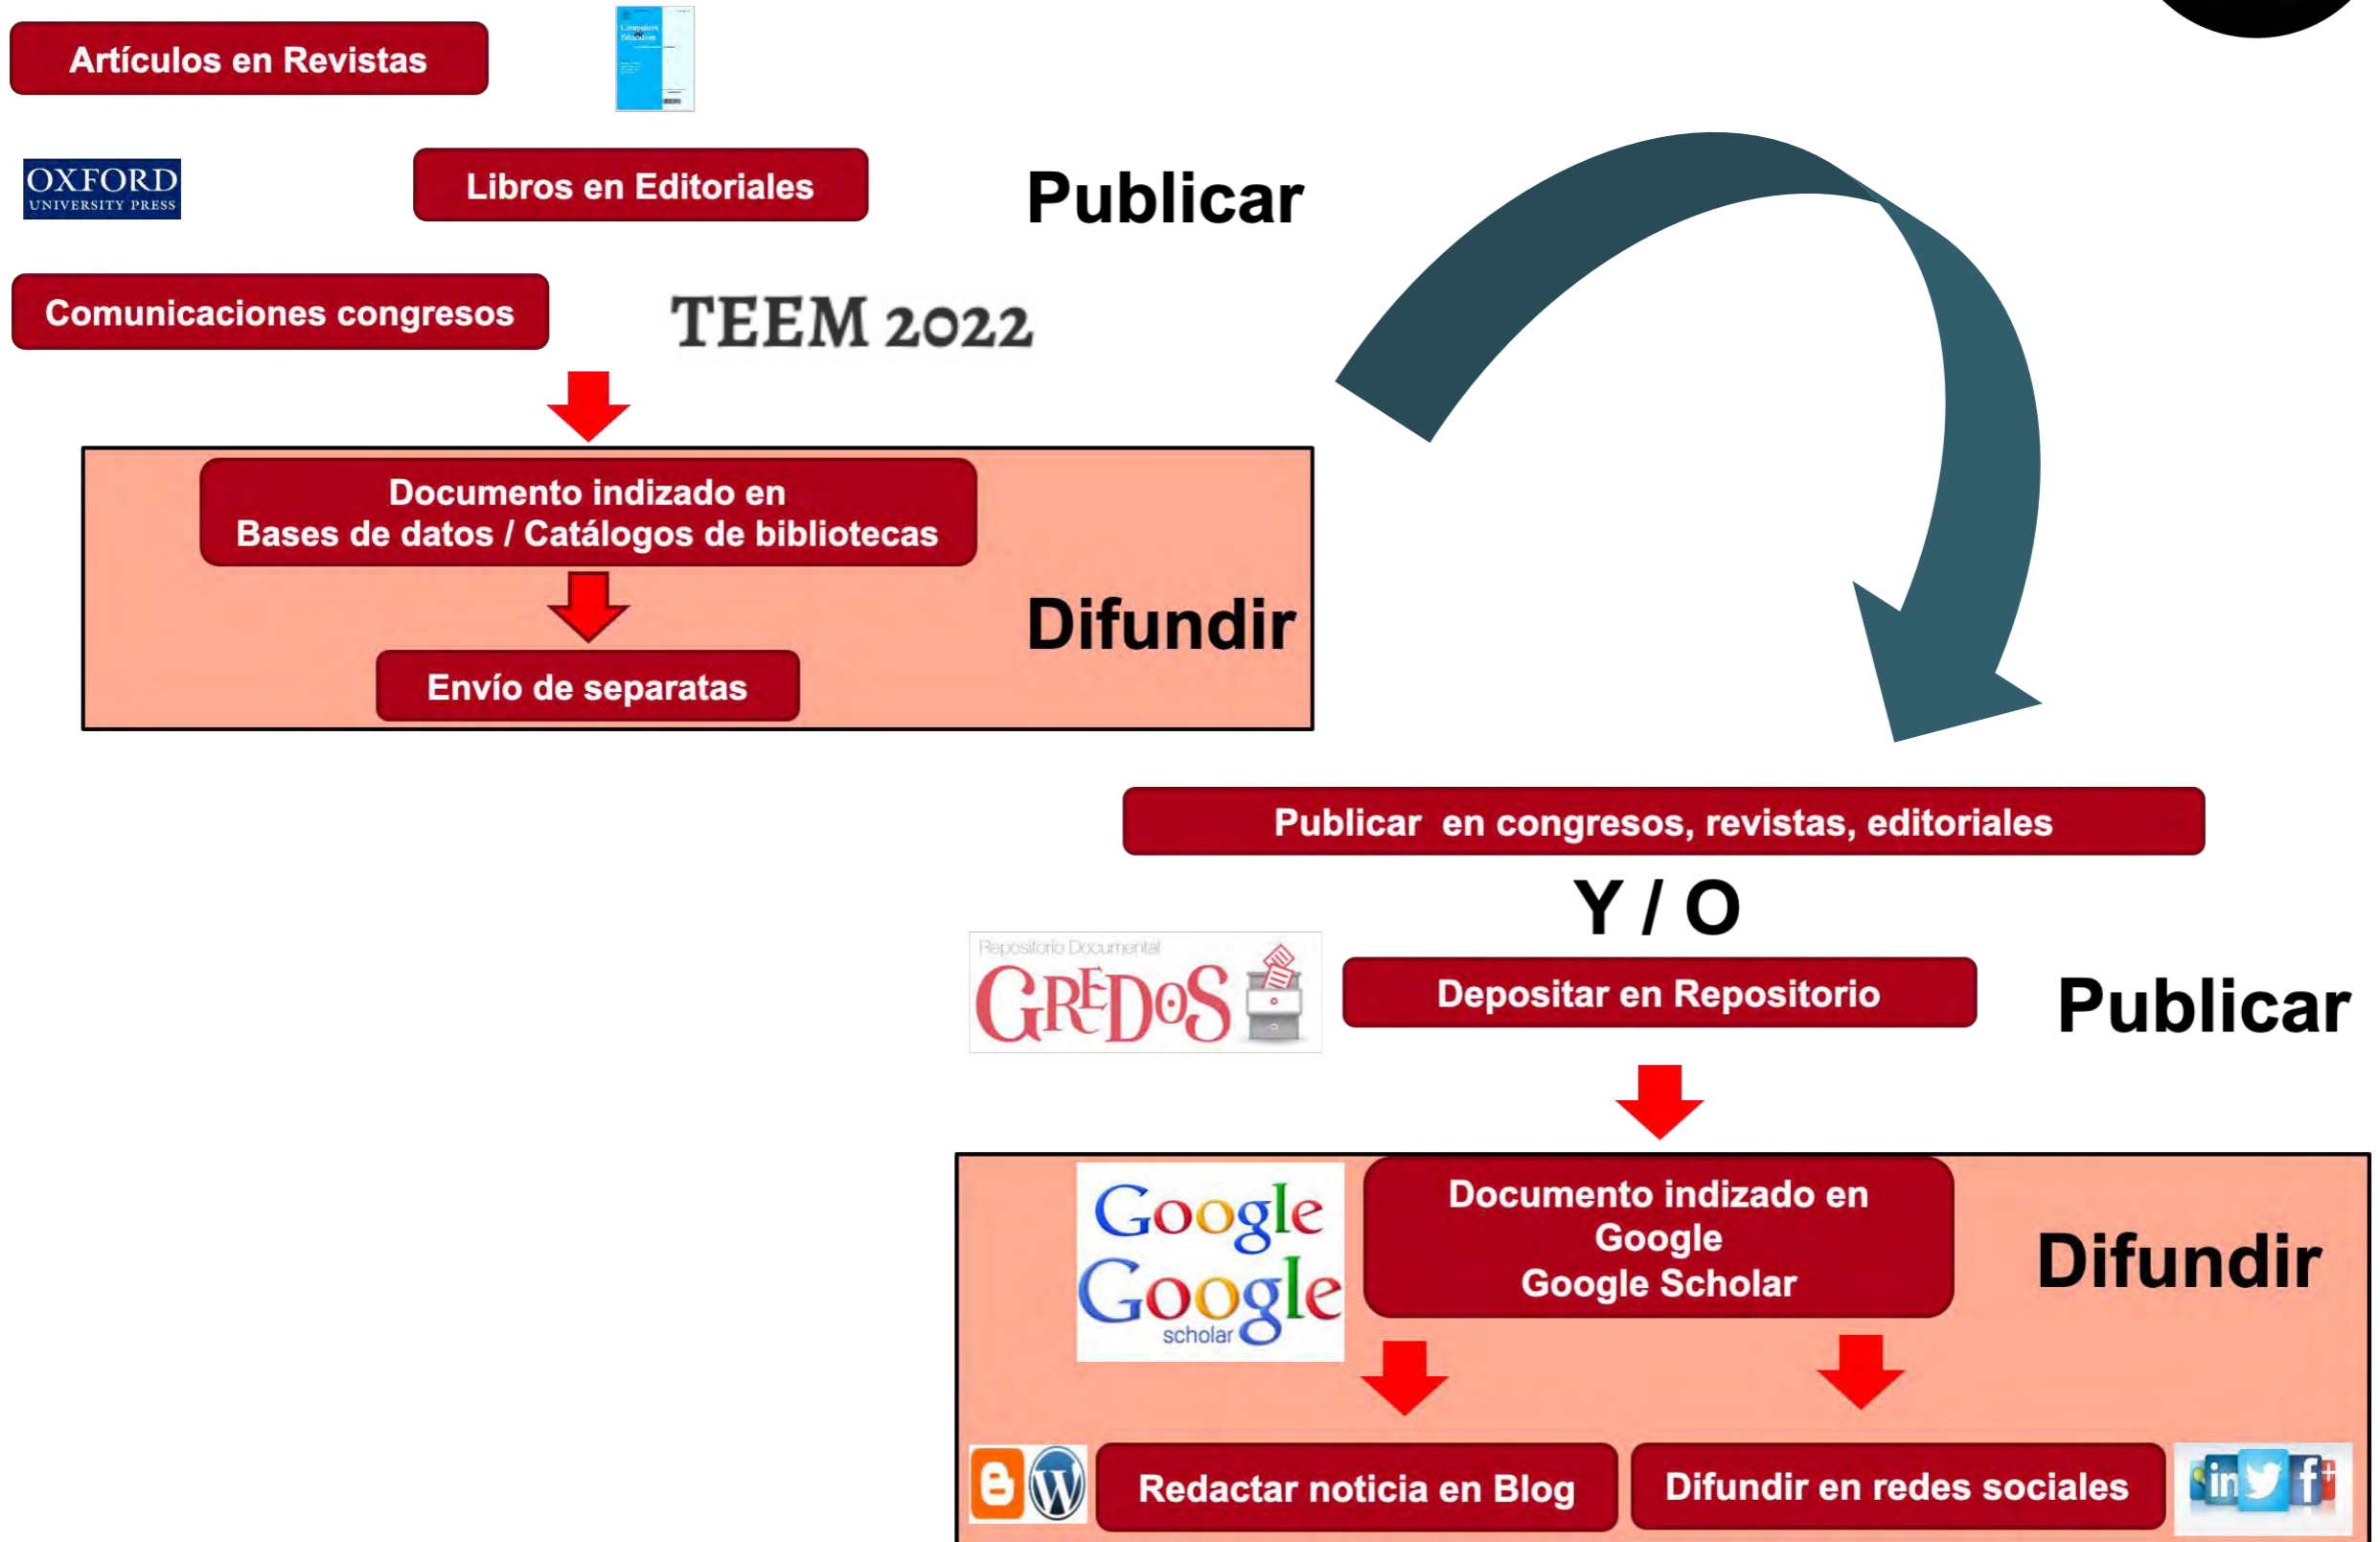 Artículos en Revistas
Computers
Education
OXFORD
UNIVERSITY PRESS
Libros en Editoriales
Publicar
Comunicaciones congresos
TEEM 2022
Documento indizado en
Bases de datos / Catálogos de bibliotecas
Difundir
Envío de separatas
Publicar en congresos, revistas, editoriales
Y / O
Repositorio Documental
GREDOS
Depositar en Repositorio
Publicar
Google
Google
scholar
Documento indizado en
Google
Google Scholar
Difundir
Redactar noticia en Blog
Difundir en redes sociales
in f